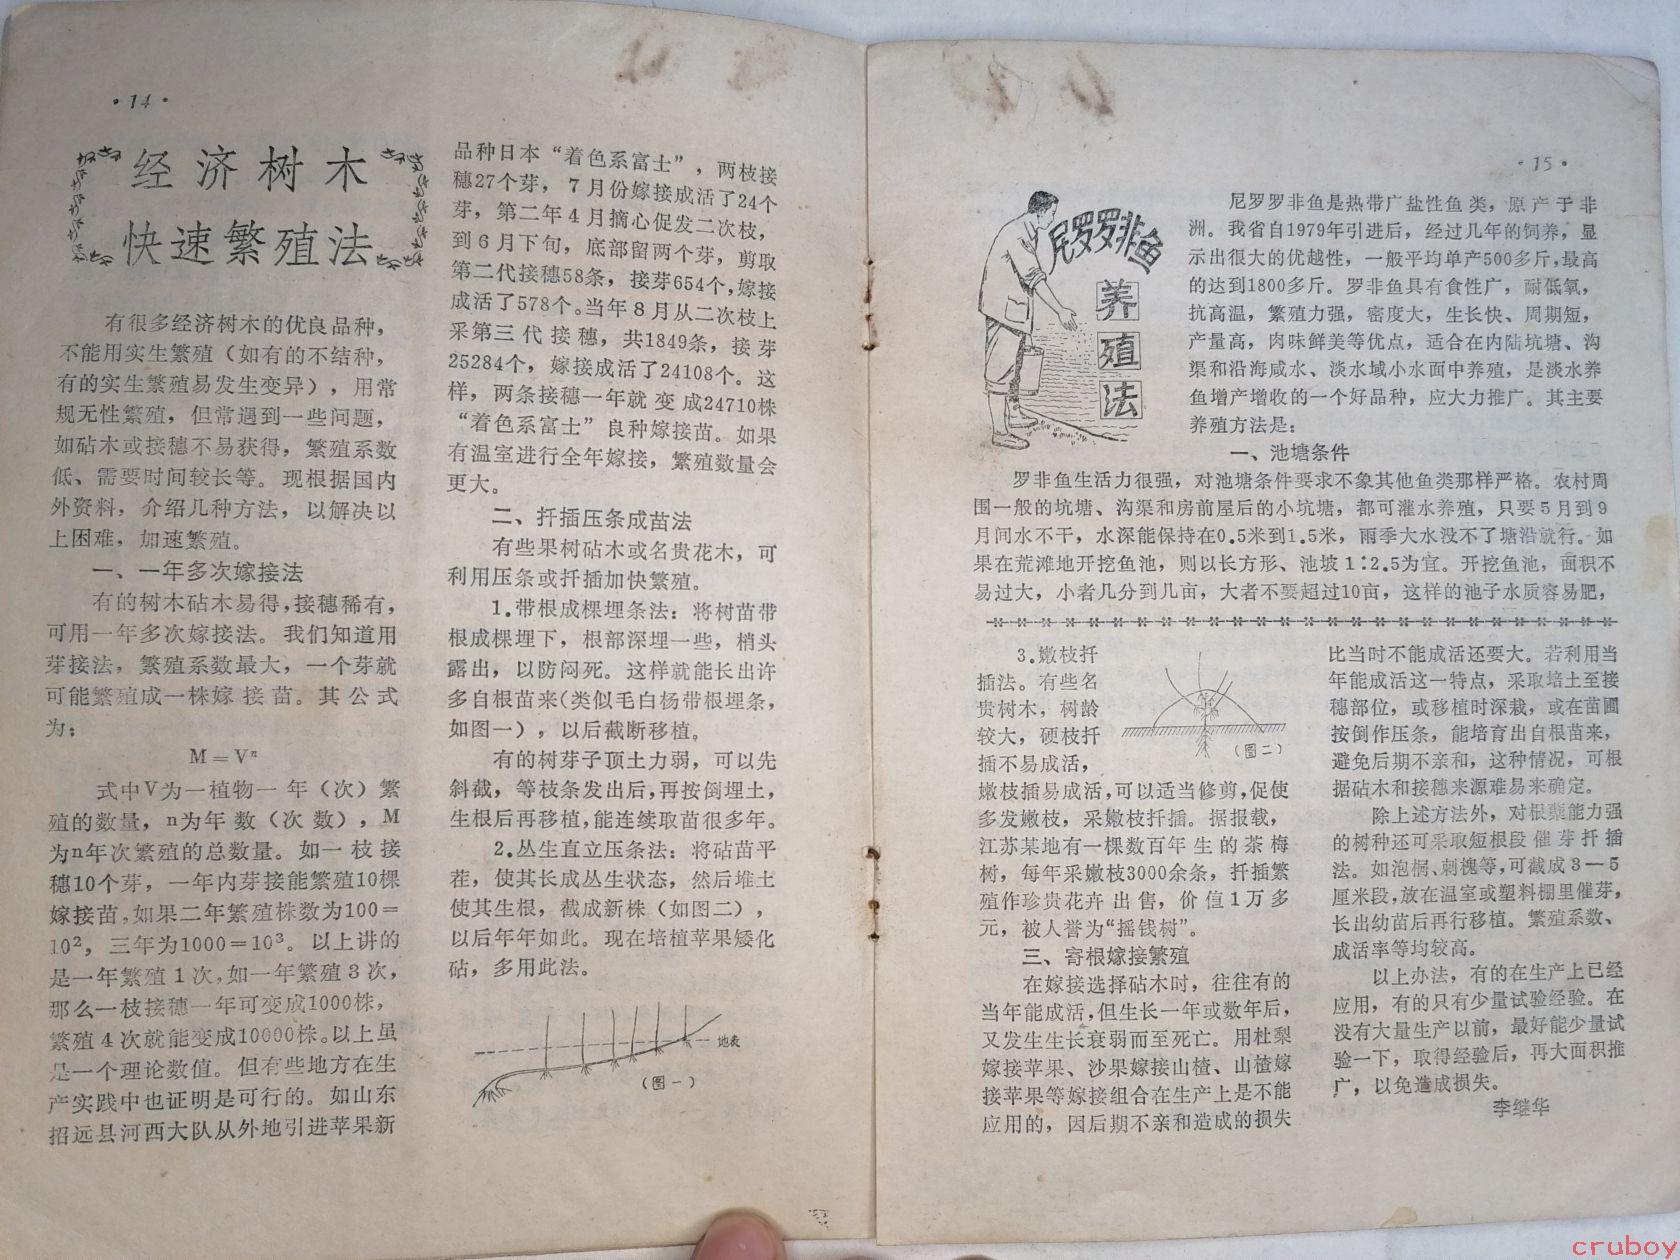 ·14·
经济树木
快速繁殖法
有很多经济树木的优良品种，
不能用实生繁殖（如有的不结种，
有的实生繁殖易发生变异），用常
规无性繁殖，但常遇到一些问题，
如砧木或接穗不易获得，繁殖系数
低、需要时间较长等。现根据国内
外资料，介绍几种方法，以解决以
上困难，加速繁殖。
一、一年多次嫁接法
有的树木砧木易得，接穗稀有，
可用一年多次嫁接法。我们知道用
芽接法，繁殖系数最大，一个芽就
可能繁殖成一株嫁接苗。其公式
为：
M＝Vⁿ
式中V为一植物一年（次）繁
殖的数量，n为年数（次数），M
为n年次繁殖的总数量。如一枝接
穗10个芽，一年内芽接能繁殖10棵
嫁接苗。如果二年繁殖株数为100＝
10²，三年为1000＝10³。以上讲的
是一年繁殖1次，如一年繁殖3次，
那么一枝接穗一年可变成1000株，
繁殖4次就能变成10000株。以上虽
是一个理论数值。但有些地方在生
产实践中也证明是可行的。如山东
招远县河西大队从外地引进苹果新
品种日本“着色系富士”，两枝接
穗27个芽，7月份嫁接成活了24个
芽，第二年4月摘心促发二次枝，
到6月下旬，底部留两个芽，剪取
第二代接穗58条，接芽654个，嫁接
成活了578个。当年8月从二次枝上
采第三代接穗，共1849条，接芽
25284个，嫁接成活了24108个。这
样，两条接穗一年就变成24710株
“着色系富士”良种嫁接苗。如果
有温室进行全年嫁接，繁殖数量会
更大。
二、扦插压条成苗法
有些果树砧木或名贵花木，可
利用压条或扦插加快繁殖。
1.带根成棵埋条法：将树苗带
根成棵埋下，根部深埋一些，梢头
露出，以防闷死。这样就能长出许
多自根苗来（类似毛白杨带根埋条，
如图一），以后截断移植。
有的树芽子顶土力弱，可以先
斜截，等枝条发出后，再按倒埋土，
生根后再移植，能连续取苗很多年。
2.丛生直立压条法：将砧苗平
茬，使其长成丛生状态，然后堆土
使其生根，截成新株（如图二），
以后年年如此。现在培植苹果矮化
砧，多用此法。
地表
（图一）
·15·
尼罗罗非鱼
养殖法
尼罗罗非鱼是热带广盐性鱼类，原产于非
洲。我省自1979年引进后，经过几年的饲养，显
示出很大的优越性，一般平均单产500多斤，最高
的达到1800多斤。罗非鱼具有食性广，耐低氧，
抗高温，繁殖力强，密度大，生长快、周期短，
产量高，肉味鲜美等优点，适合在内陆坑塘、沟
渠和沿海咸水、淡水域小水面中养殖，是淡水养
鱼增产增收的一个好品种，应大力推广。其主要
养殖方法是：
一、池塘条件
罗非鱼生活力很强，对池塘条件要求不象其他鱼类那样严格。农村周
围一般的坑塘、沟渠和房前屋后的小坑塘，都可灌水养殖，只要5月到9
月间水不干，水深能保持在0.5米到1.5米，雨季大水没不了塘沿就行。如
果在荒滩地开挖鱼池，则以长方形、池坡1∶2.5为宜。开挖鱼池，面积不
易过大，小者几分到几亩，大者不要超过10亩，这样的池子水质容易肥，
3.嫩枝扦
插法。有些名
贵树木，树龄
较大，硬枝扦
插不易成活，
嫩枝插易成活，可以适当修剪，促使
多发嫩枝，采嫩枝扦插。据报载，
江苏某地有一棵数百年生的茶梅
树，每年采嫩枝3000余条，扦插繁
殖作珍贵花卉出售，价值1万多
元，被人誉为“摇钱树”。
（图二）
三、寄根嫁接繁殖
在嫁接选择砧木时，往往有的
当年能成活，但生长一年或数年后，
又发生生长衰弱而至死亡。用杜梨
嫁接苹果、沙果嫁接山楂、山楂嫁
接苹果等嫁接组合在生产上是不能
应用的，因后期不亲和造成的损失
比当时不能成活还要大。若利用当
年能成活这一特点，采取培土至接
穗部位，或移植时深栽，或在苗圃
按倒作压条，能培育出自根苗来，
避免后期不亲和，这种情况，可根
据砧木和接穗来源难易来确定。
除上述方法外，对根蘖能力强
的树种还可采取短根段催芽扦插
法。如泡桐、刺槐等，可截成3—5
厘米段，放在温室或塑料棚里催芽，
长出幼苗后再行移植。繁殖系数、
成活率等均较高。
以上办法，有的在生产上已经
应用，有的只有少量试验经验。在
没有大量生产以前，最好能少量试
验一下，取得经验后，再大面积推
广，以免造成损失。
李继华
cruboy